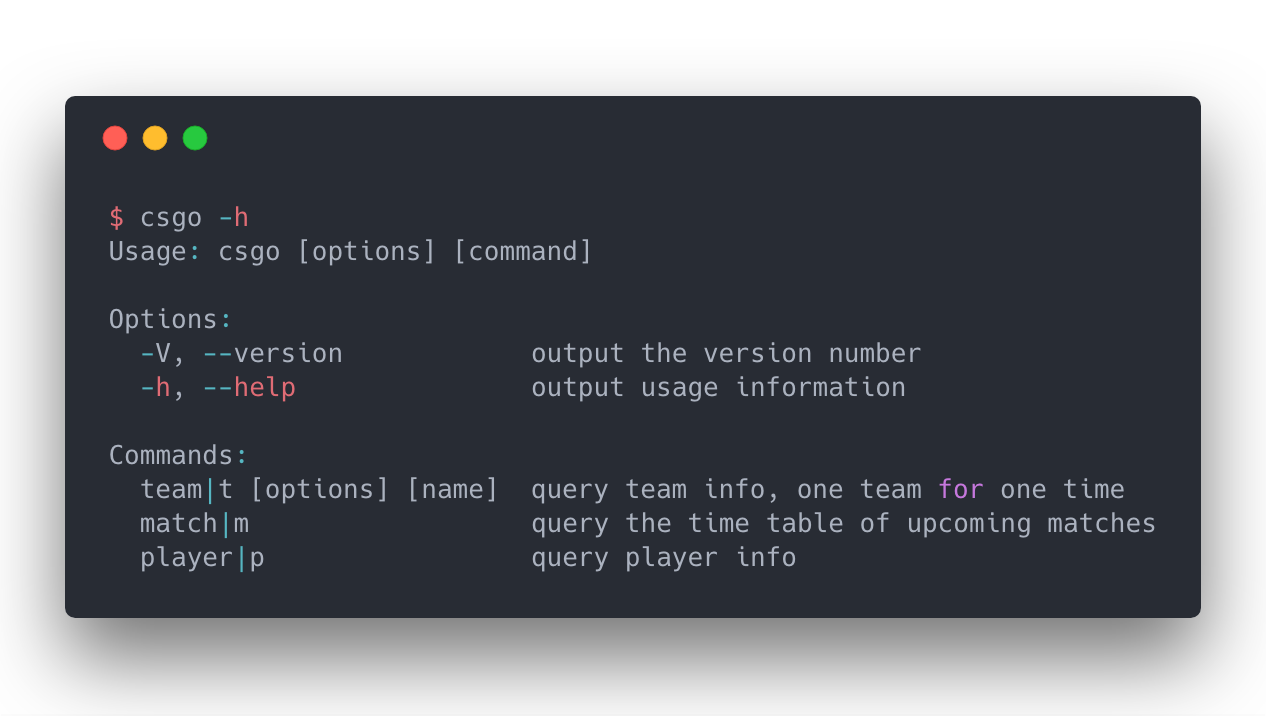 $ csgo -h
Usage: csgo [options] [command]
Options:
-V, --version output the version number
-h, --help output usage information
Commands:
team|t [options] [name] query team info, one team for one time
match|m query the time table of upcoming matches
player|p query player info